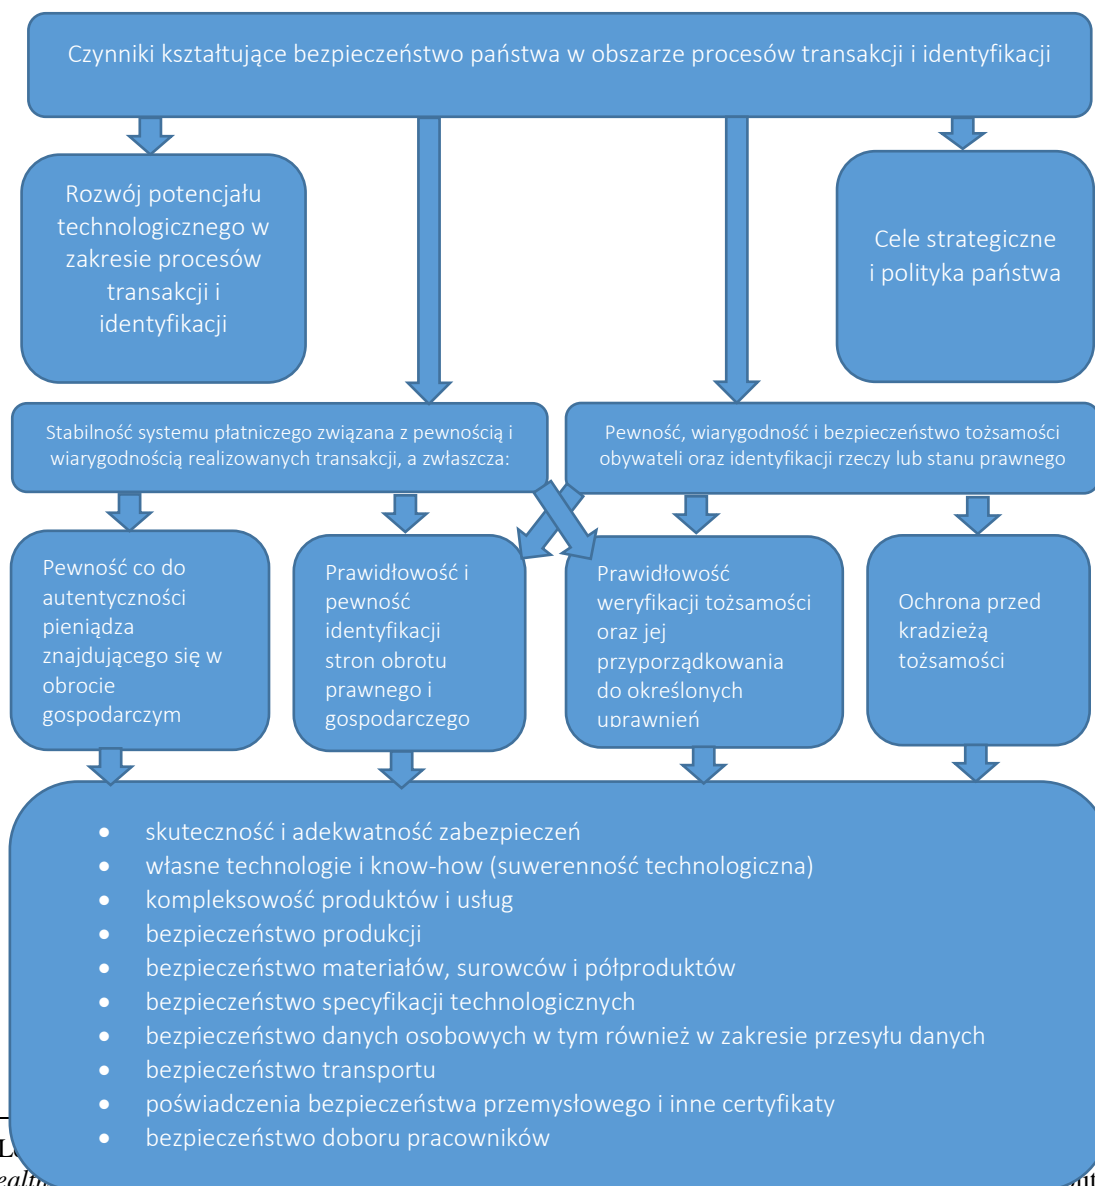 Czynniki kształtujące bezpieczeństwo państwa w obszarze procesów transakcji i identyfikacji
Rozwój potencjału
technologicznego w
zakresie procesów
transakcji i
identyfikacji
Cele strategiczne
i polityka państwa
Stabilność systemu płatniczego związana z pewnością i
wiarygodnością realizowanych transakcji, a zwłaszcza:
Pewność, wiarygodność i bezpieczeństwo tożsamości
obywateli oraz identyfikacji rzeczy lub stanu prawnego
Pewność co do
autentyczności
pieniądza
znajdującego się w
obrocie
gospodarczym
Prawidłowość i
pewność
identyfikacji
stron obrotu
prawnego i
gospodarczego
Prawidłowość
weryfikacji tożsamości
oraz jej
przyporządkowania
do określonych
uprawnień
Ochrona przed
kradzieżą
tożsamości
• skuteczność i adekwatność zabezpieczeń
• własne technologie i know-how (suwerenność technologiczna)
• kompleksowość produktów i usług
• bezpieczeństwo produkcji
• bezpieczeństwo materiałów, surowców i półproduktów
• bezpieczeństwo specyfikacji technologicznych
• bezpieczeństwo danych osobowych w tym również w zakresie przesyłu danych
• bezpieczeństwo transportu
• poświadczenia bezpieczeństwa przemysłowego i inne certyfikaty
• bezpieczeństwo doboru pracowników